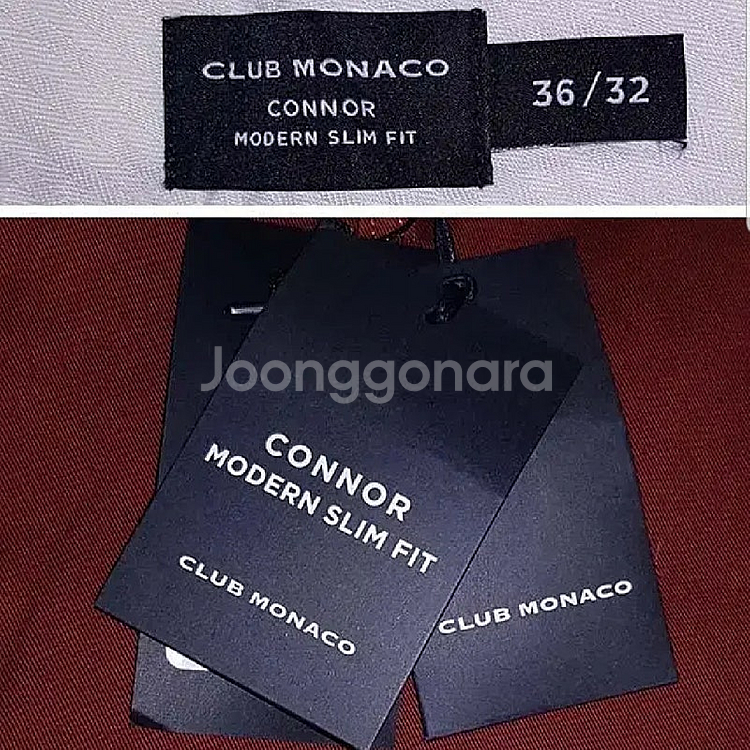 CLUB MONACO
CONNOR
MODERN SLIM FIT
36/32
Joonggonara
CONNOR
MODERN SLIM FIT
CLUB MONACO
CLUB MONACO